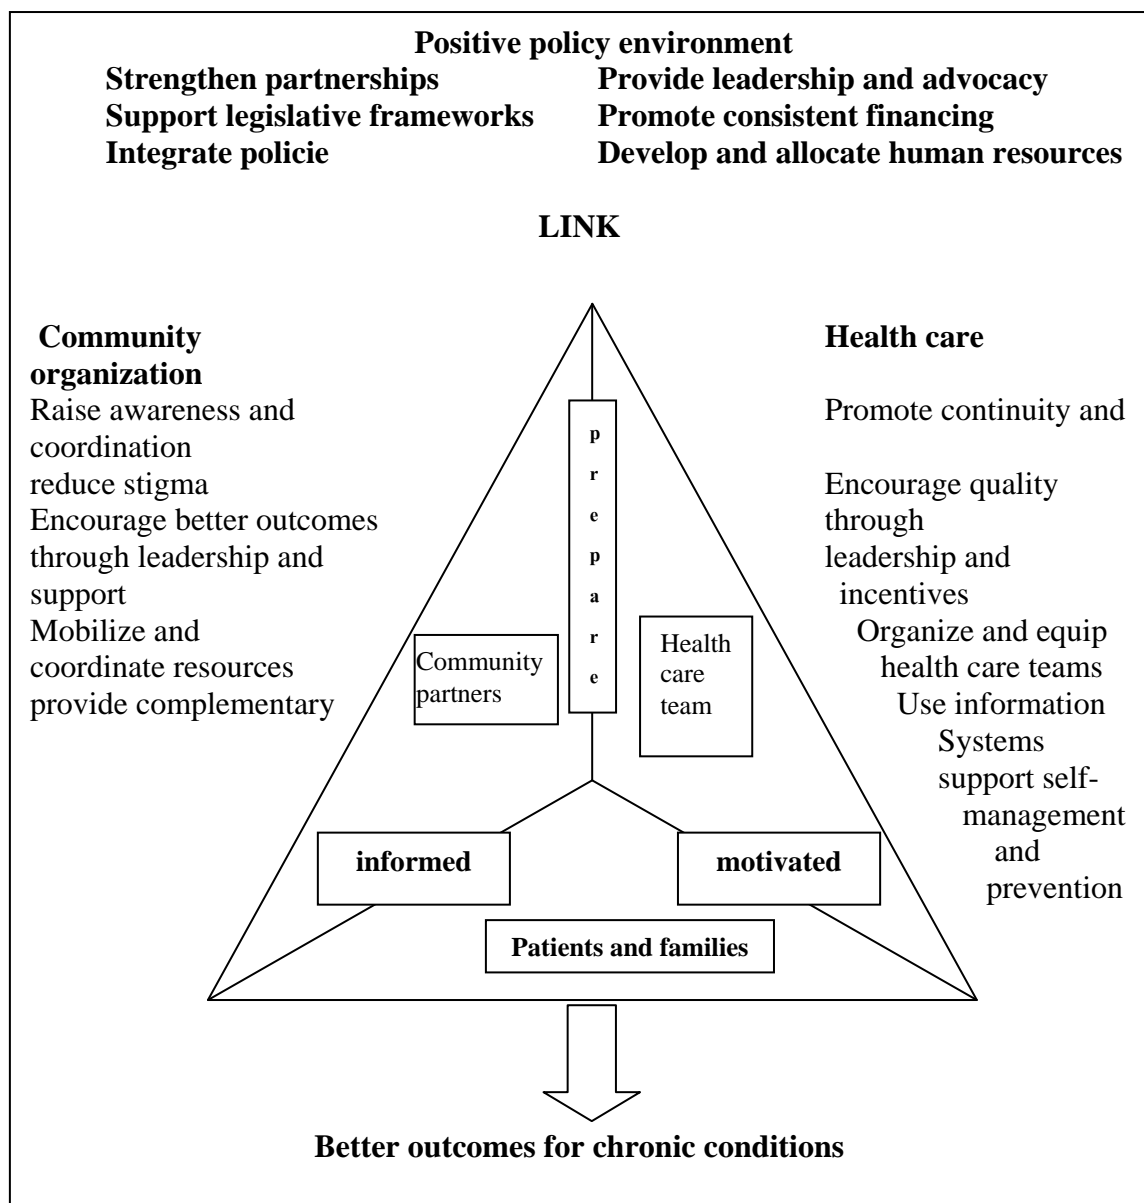 Positive policy environment
Strengthen partnerships
Support legislative frameworks
Integrate policie
Provide leadership and advocacy
Promote consistent financing
Develop and allocate human resources
LINK
Community
organization
Raise awareness and
coordination
reduce stigma
Encourage better outcomes
through leadership and
support
Mobilize and
coordinate resources
provide complementary
prepare
Community
partners
Health
care
team
informed
motivated
Patients and families
Health care
Promote continuity and
Encourage quality
through
leadership and
incentives
Organize and equip
health care teams
Use information
Systems
support self-
management
and
prevention
Better outcomes for chronic conditions